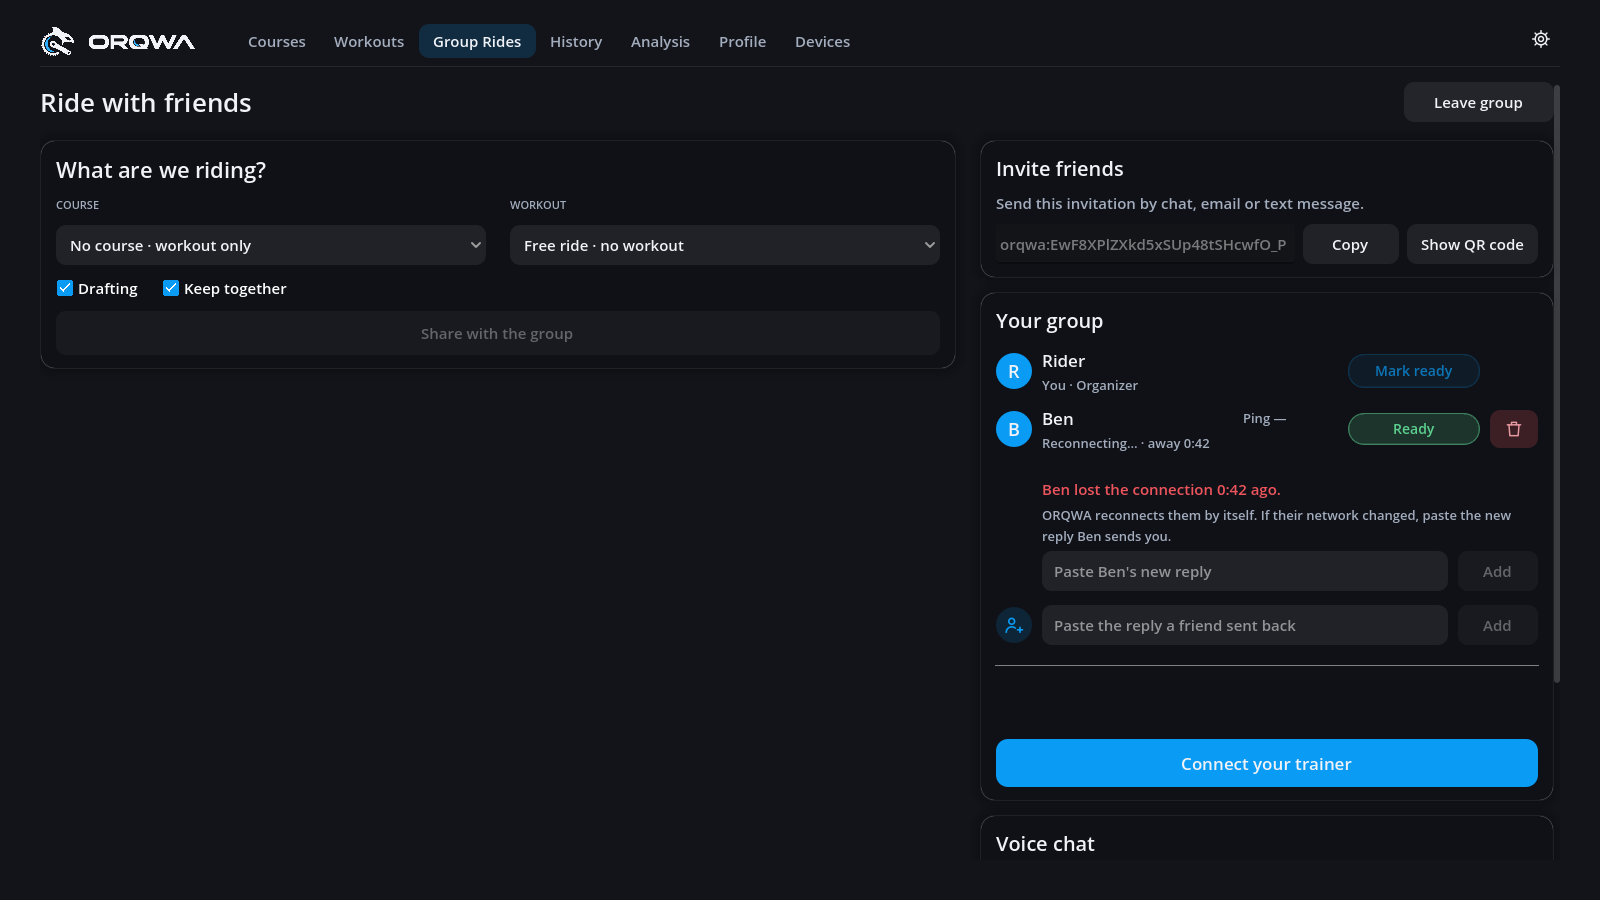 ORQWA
Courses
Workouts
Group Rides
History
Analysis
Profile
Devices
Ride with friends
Leave group
What are we riding?
COURSE
WORKOUT
No course · workout only
Free ride · no workout
Drafting
Keep together
Share with the group
Invite friends
Send this invitation by chat, email or text message.
orqwa:EwF8XPlZXkd5xSUp48tSHcwfO_P
Copy
Show QR code
Your group
R
Rider
You · Organizer
Mark ready
B
Ben
Reconnecting... · away 0:42
Ping —
Ready
Ben lost the connection 0:42 ago.
ORQWA reconnects them by itself. If their network changed, paste the new
reply Ben sends you.
Paste Ben's new reply
Add
Paste the reply a friend sent back
Add
Connect your trainer
Voice chat